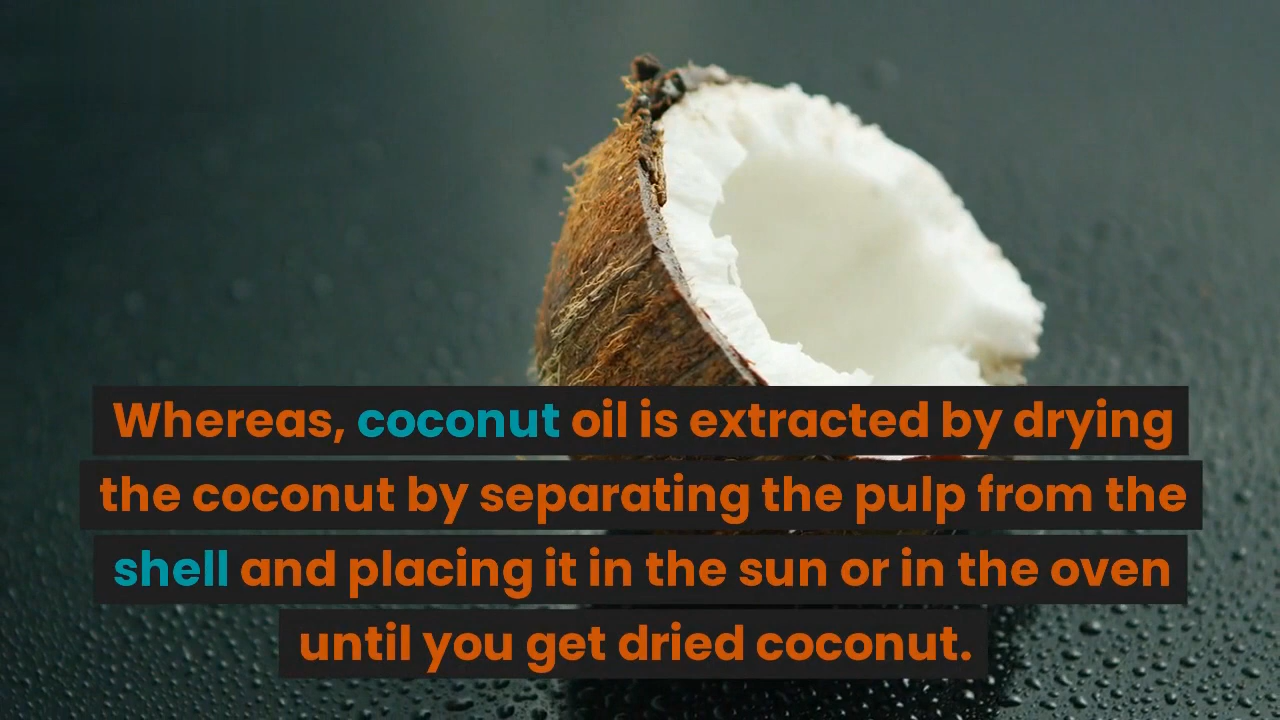 Whereas, coconut oil is extracted by drying
the coconut by separating the pulp from the
shell and placing it in the sun or in the oven
until you get dried coconut.